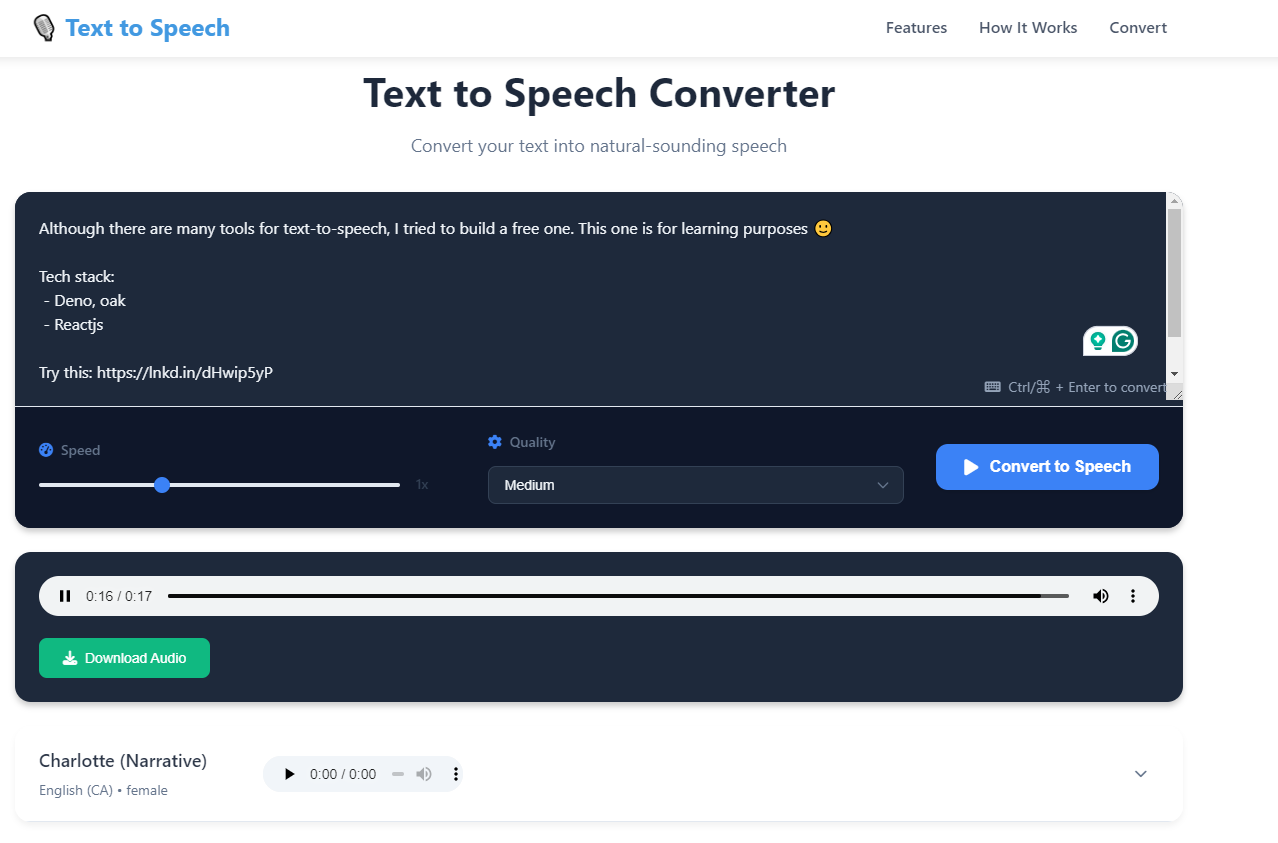 Text to Speech
Features
How It Works
Convert
Text to Speech Converter
Convert your text into natural-sounding speech
Although there are many tools for text-to-speech, I tried to build a free one. This one is for learning purposes 🙂
Tech stack:
- Deno, oak
- Reactjs
Try this: https://lnkd.in/dHwip5yP
Ctrl/⌘ + Enter to convert
Speed
1x
Quality
Medium
Convert to Speech
0:16 / 0:17
Download Audio
Charlotte (Narrative)
English (CA) • female
0:00 / 0:00